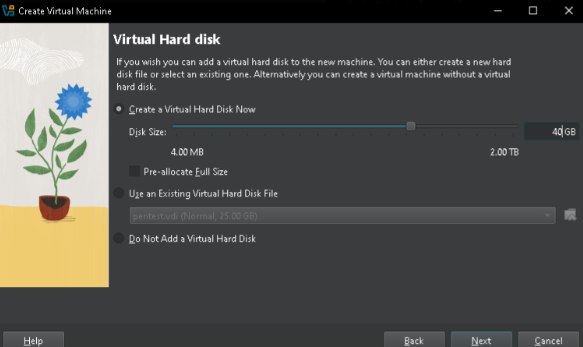 Create Virtual Machine
Virtual Hard disk
If you wish you can add a virtual hard disk to the new machine. You can either create a new hard
disk file or select an existing one. Alternatively you can create a virtual machine without a virtual
hard disk.
Create a Virtual Hard Disk Now
Disk Size:
40 GB
4.00 MB
2.00 TB
Pre-allocate Full Size
Use an Existing Virtual Hard Disk File
pentest.vdi (Normal, 25.00 GB)
Do Not Add a Virtual Hard Disk
Help
Back
Next
Cancel